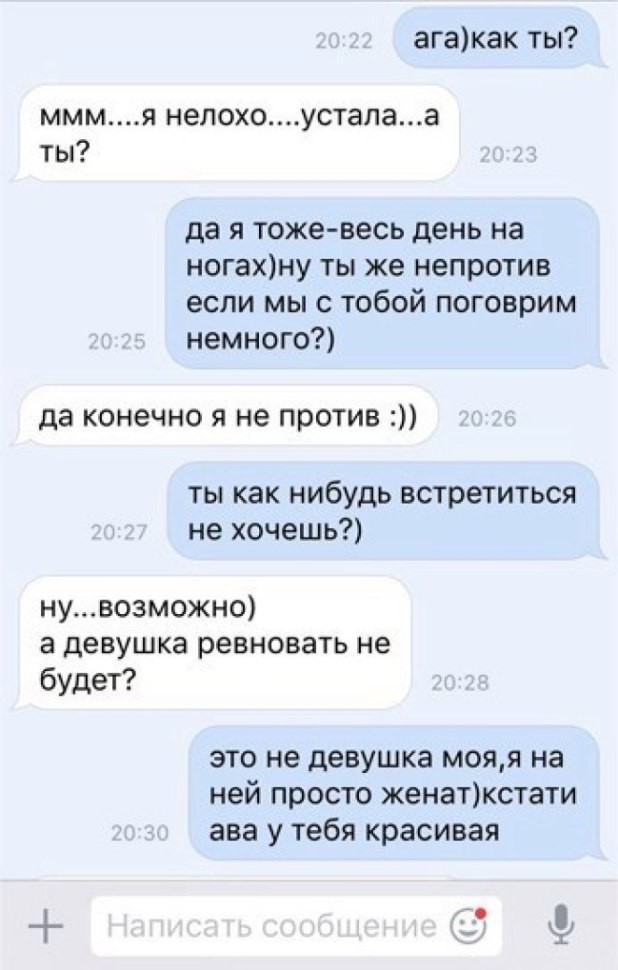 20:22 ага)как ты?
ммм....я нелохо....устала...а
ты? 20:23
да я тоже-весь день на
ногах)ну ты же непротив
если мы с тобой поговрим
20:25 немного?)
да конечно я не против :)) 20:26
ты как нибудь встретиться
20:27 не хочешь?)
ну...возможно)
а девушка ревновать не
будет? 20:28
это не девушка моя,я на
ней просто женат)кстати
20:30 ава у тебя красивая
Написать сообщение